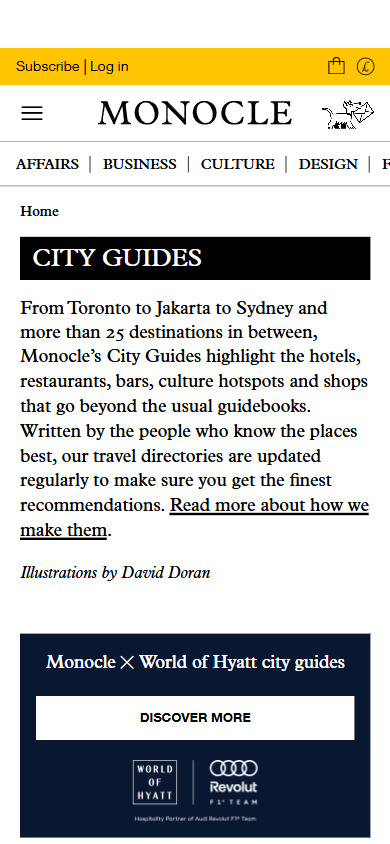 Subscribe | Log in
£
MONOCLE
AFFAIRS | BUSINESS | CULTURE | DESIGN | F
Home
CITY GUIDES
From Toronto to Jakarta to Sydney and
more than 25 destinations in between,
Monocle’s City Guides highlight the hotels,
restaurants, bars, culture hotspots and shops
that go beyond the usual guidebooks.
Written by the people who know the places
best, our travel directories are updated
regularly to make sure you get the finest
recommendations. Read more about how we
make them.
Illustrations by David Doran
Monocle × World of Hyatt city guides
DISCOVER MORE
WORLD
OF
HYATT
Revolut
F1® TEAM
Hospitality Partner of Audi Revolut F1® Team